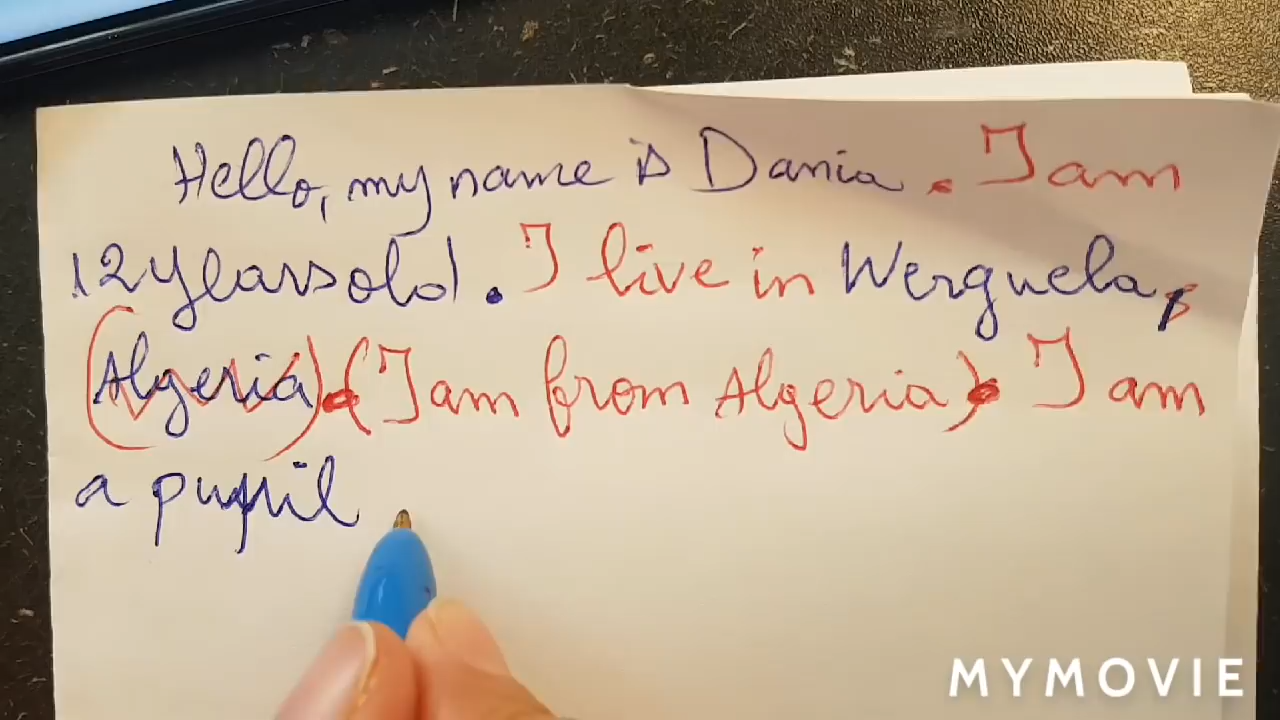 Hello, my name is Dania. I am
12 years old. I live in Werguela,
(Algeria). (I am from Algeria). I am
a pupil
MYMOVIE